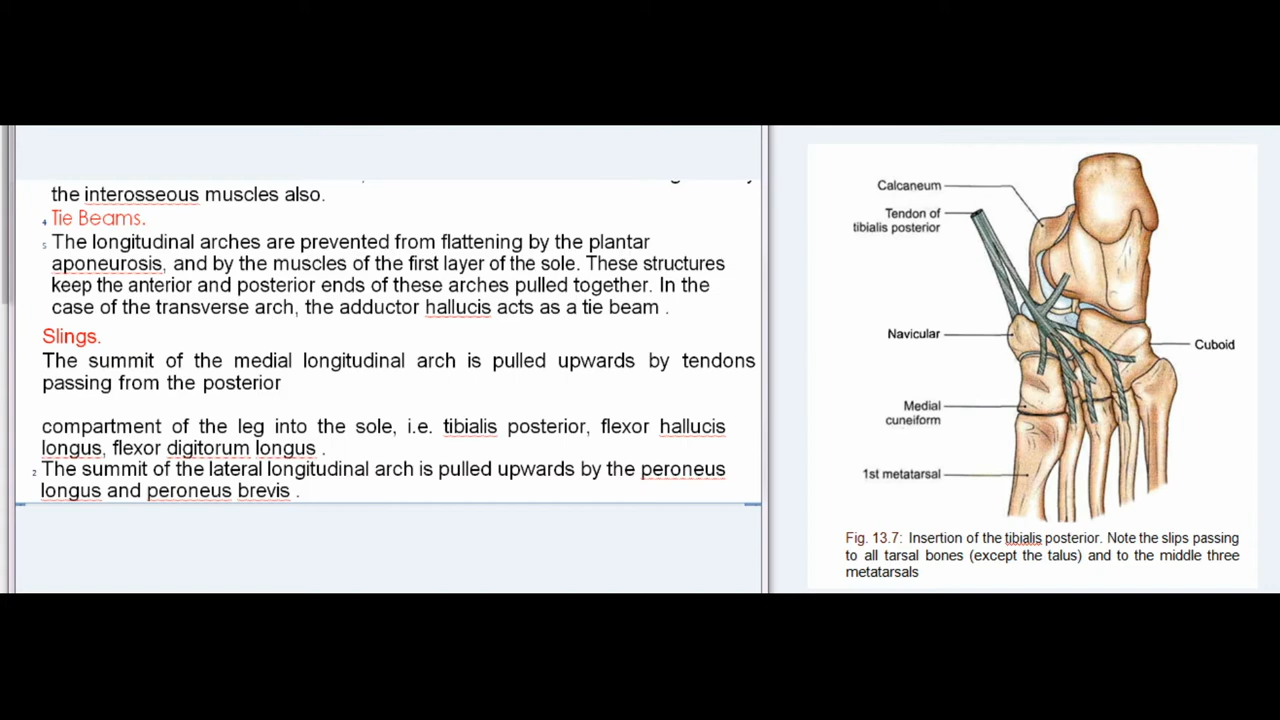 the interosseous muscles also.
4 Tie Beams.
5 The longitudinal arches are prevented from flattening by the plantar
aponeurosis, and by the muscles of the first layer of the sole. These structures
keep the anterior and posterior ends of these arches pulled together. In the
case of the transverse arch, the adductor hallucis acts as a tie beam .
Slings.
The summit of the medial longitudinal arch is pulled upwards by tendons
passing from the posterior
compartment of the leg into the sole, i.e. tibialis posterior, flexor hallucis
longus, flexor digitorum longus .
2 The summit of the lateral longitudinal arch is pulled upwards by the peroneus
longus and peroneus brevis .
Calcaneum
Tendon of
tibialis posterior
Navicular
Cuboid
Medial
cuneiform
1st metatarsal
Fig. 13.7: Insertion of the tibialis posterior. Note the slips passing
to all tarsal bones (except the talus) and to the middle three
metatarsals